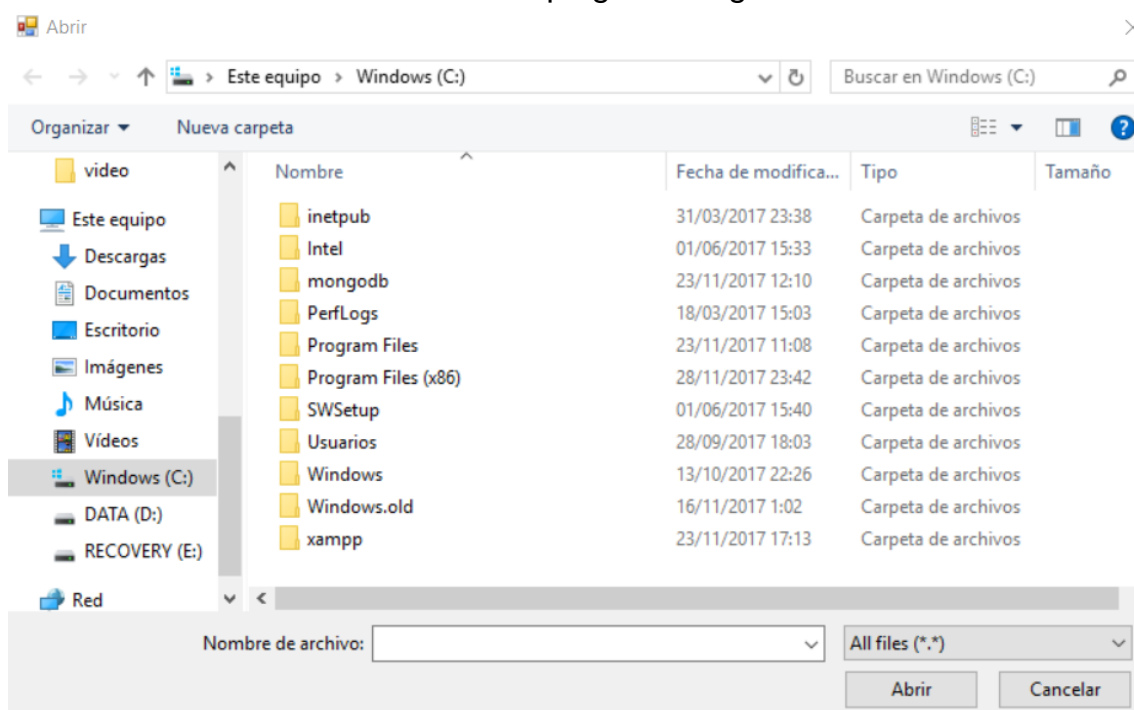 Abrir
Este equipo > Windows (C:)
Buscar en Windows (C:)
Organizar
Nueva carpeta
video
Este equipo
Descargas
Documentos
Escritorio
Imágenes
Música
Vídeos
Windows (C:)
DATA (D:)
RECOVERY (E:)
Red
Nombre Fecha de modifica... Tipo Tamaño
inetpub 31/03/2017 23:38 Carpeta de archivos
Intel 01/06/2017 15:33 Carpeta de archivos
mongodb 23/11/2017 12:10 Carpeta de archivos
PerfLogs 18/03/2017 15:03 Carpeta de archivos
Program Files 23/11/2017 11:08 Carpeta de archivos
Program Files (x86) 28/11/2017 23:42 Carpeta de archivos
SWSetup 01/06/2017 15:40 Carpeta de archivos
Usuarios 28/09/2017 18:03 Carpeta de archivos
Windows 13/10/2017 22:26 Carpeta de archivos
Windows.old 16/11/2017 1:02 Carpeta de archivos
xampp 23/11/2017 17:13 Carpeta de archivos
Nombre de archivo:
All files (*.*)
Abrir
Cancelar